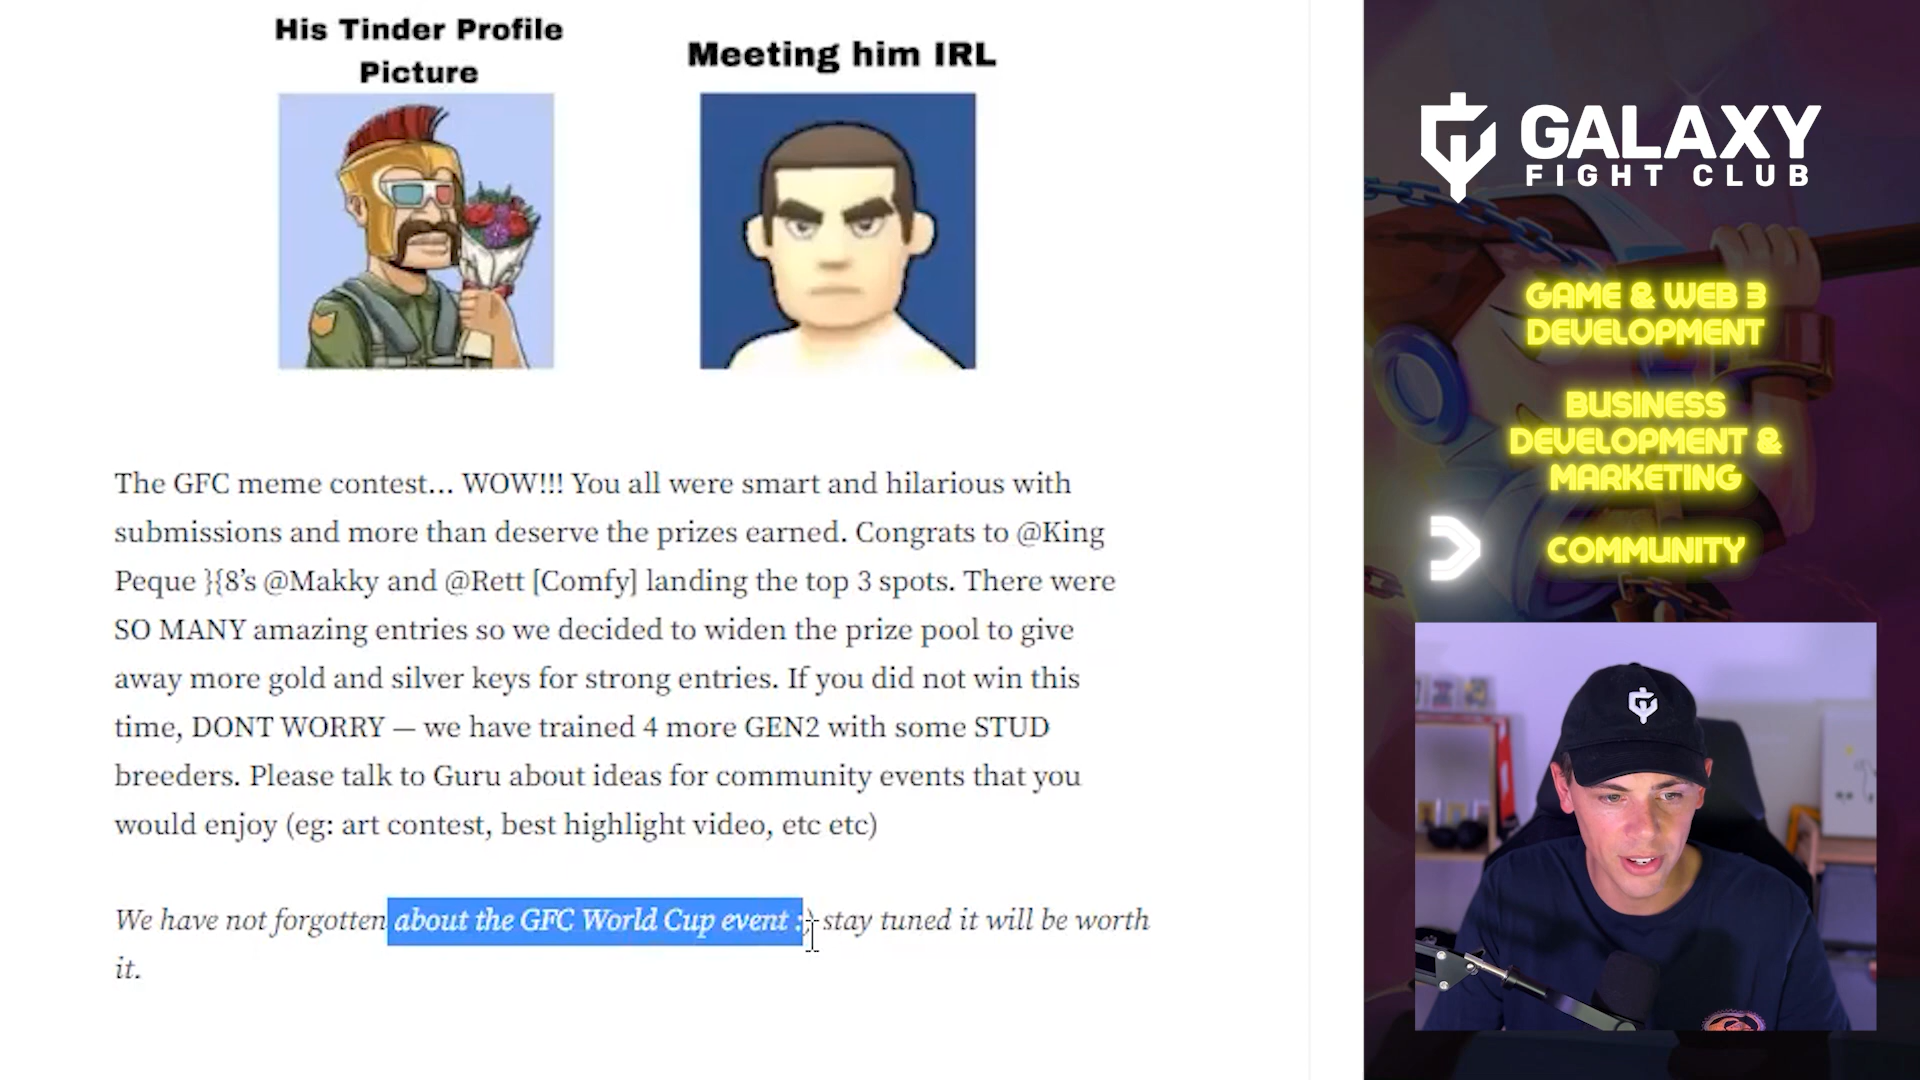 His Tinder Profile
Picture
Meeting him IRL
The GFC meme contest... WOW!!! You all were smart and hilarious with
submissions and more than deserve the prizes earned. Congrats to @King
Peque }{8’s @Makky and @Rett [Comfy] landing the top 3 spots. There were
SO MANY amazing entries so we decided to widen the prize pool to give
away more gold and silver keys for strong entries. If you did not win this
time, DONT WORRY — we have trained 4 more GEN2 with some STUD
breeders. Please talk to Guru about ideas for community events that you
would enjoy (eg: art contest, best highlight video, etc etc)
We have not forgotten about the GFC World Cup event :) stay tuned it will be worth
it.
GALAXY
FIGHT CLUB
GAME & WEB 3
DEVELOPMENT
BUSINESS
DEVELOPMENT &
MARKETING
COMMUNITY